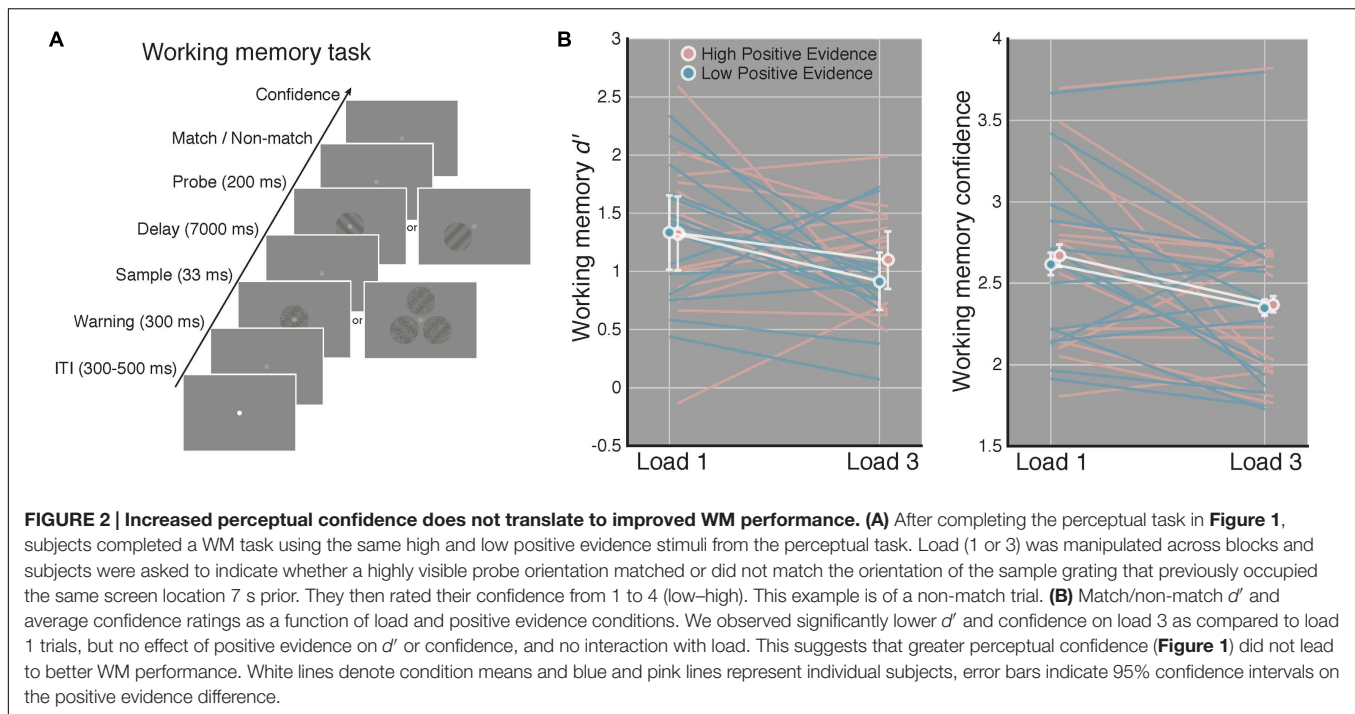 A
Working memory task
Confidence
Match / Non-match
Probe (200 ms)
Delay (7000 ms)
or
Sample (33 ms)
Warning (300 ms)
or
ITI (300-500 ms)
B
High Positive Evidence
Low Positive Evidence
Working memory d′
3
2.5
2
1.5
1
0.5
0
-0.5
Load 1
Load 3
Working memory confidence
4
3.5
3
2.5
2
1.5
Load 1
Load 3
FIGURE 2 | Increased perceptual confidence does not translate to improved WM performance. (A) After completing the perceptual task in Figure 1,
subjects completed a WM task using the same high and low positive evidence stimuli from the perceptual task. Load (1 or 3) was manipulated across blocks and
subjects were asked to indicate whether a highly visible probe orientation matched or did not match the orientation of the sample grating that previously occupied
the same screen location 7 s prior. They then rated their confidence from 1 to 4 (low–high). This example is of a non-match trial. (B) Match/non-match d′ and
average confidence ratings as a function of load and positive evidence conditions. We observed significantly lower d′ and confidence on load 3 as compared to load
1 trials, but no effect of positive evidence on d′ or confidence, and no interaction with load. This suggests that greater perceptual confidence (Figure 1) did not lead
to better WM performance. White lines denote condition means and blue and pink lines represent individual subjects, error bars indicate 95% confidence intervals on
the positive evidence difference.